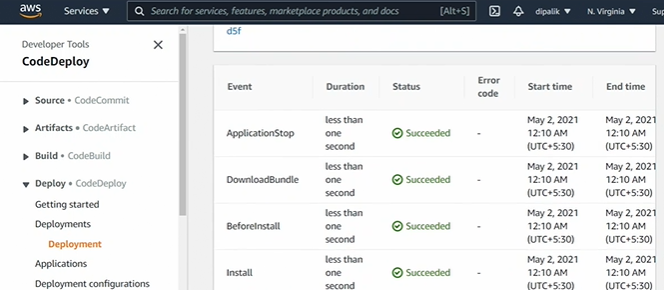 aws
Services
Search for services, features, marketplace products, and docs
[Alt+S]
dipalik
N. Virginia
Developer Tools
CodeDeploy
Source • CodeCommit
Artifacts • CodeArtifact
Build • CodeBuild
Deploy • CodeDeploy
Getting started
Deployments
Deployment
Applications
Deployment configurations
d5f
Event
Duration
Status
Error
code
Start time
End time
ApplicationStop
less than
one
second
Succeeded
-
May 2, 2021
12:10 AM
(UTC+5:30)
May 2, 2021
12:10 AM
(UTC+5:30)
DownloadBundle
less than
one
second
Succeeded
-
May 2, 2021
12:10 AM
(UTC+5:30)
May 2, 2021
12:10 AM
(UTC+5:30)
BeforeInstall
less than
one
second
Succeeded
-
May 2, 2021
12:10 AM
(UTC+5:30)
May 2, 2021
12:10 AM
(UTC+5:30)
Install
less than
one
second
Succeeded
-
May 2, 2021
12:10 AM
(UTC+5:30)
May 2, 2021
12:10 AM
(UTC+5:30)